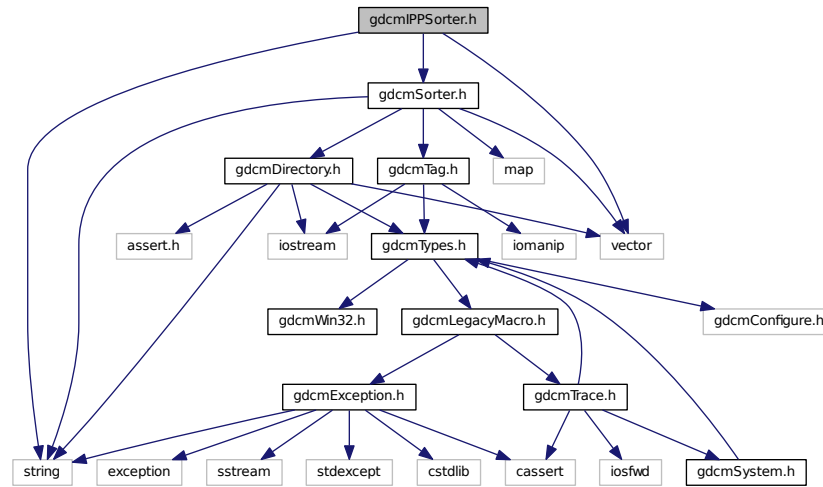 gdcmIPPSorter.h
gdcmSorter.h
gdcmDirectory.h
gdcmTag.h
map
assert.h
iostream
gdcmTypes.h
iomanip
vector
gdcmWin32.h
gdcmLegacyMacro.h
gdcmConfigure.h
gdcmException.h
gdcmTrace.h
string
exception
sstream
stdexcept
cstdlib
cassert
iosfwd
gdcmSystem.h